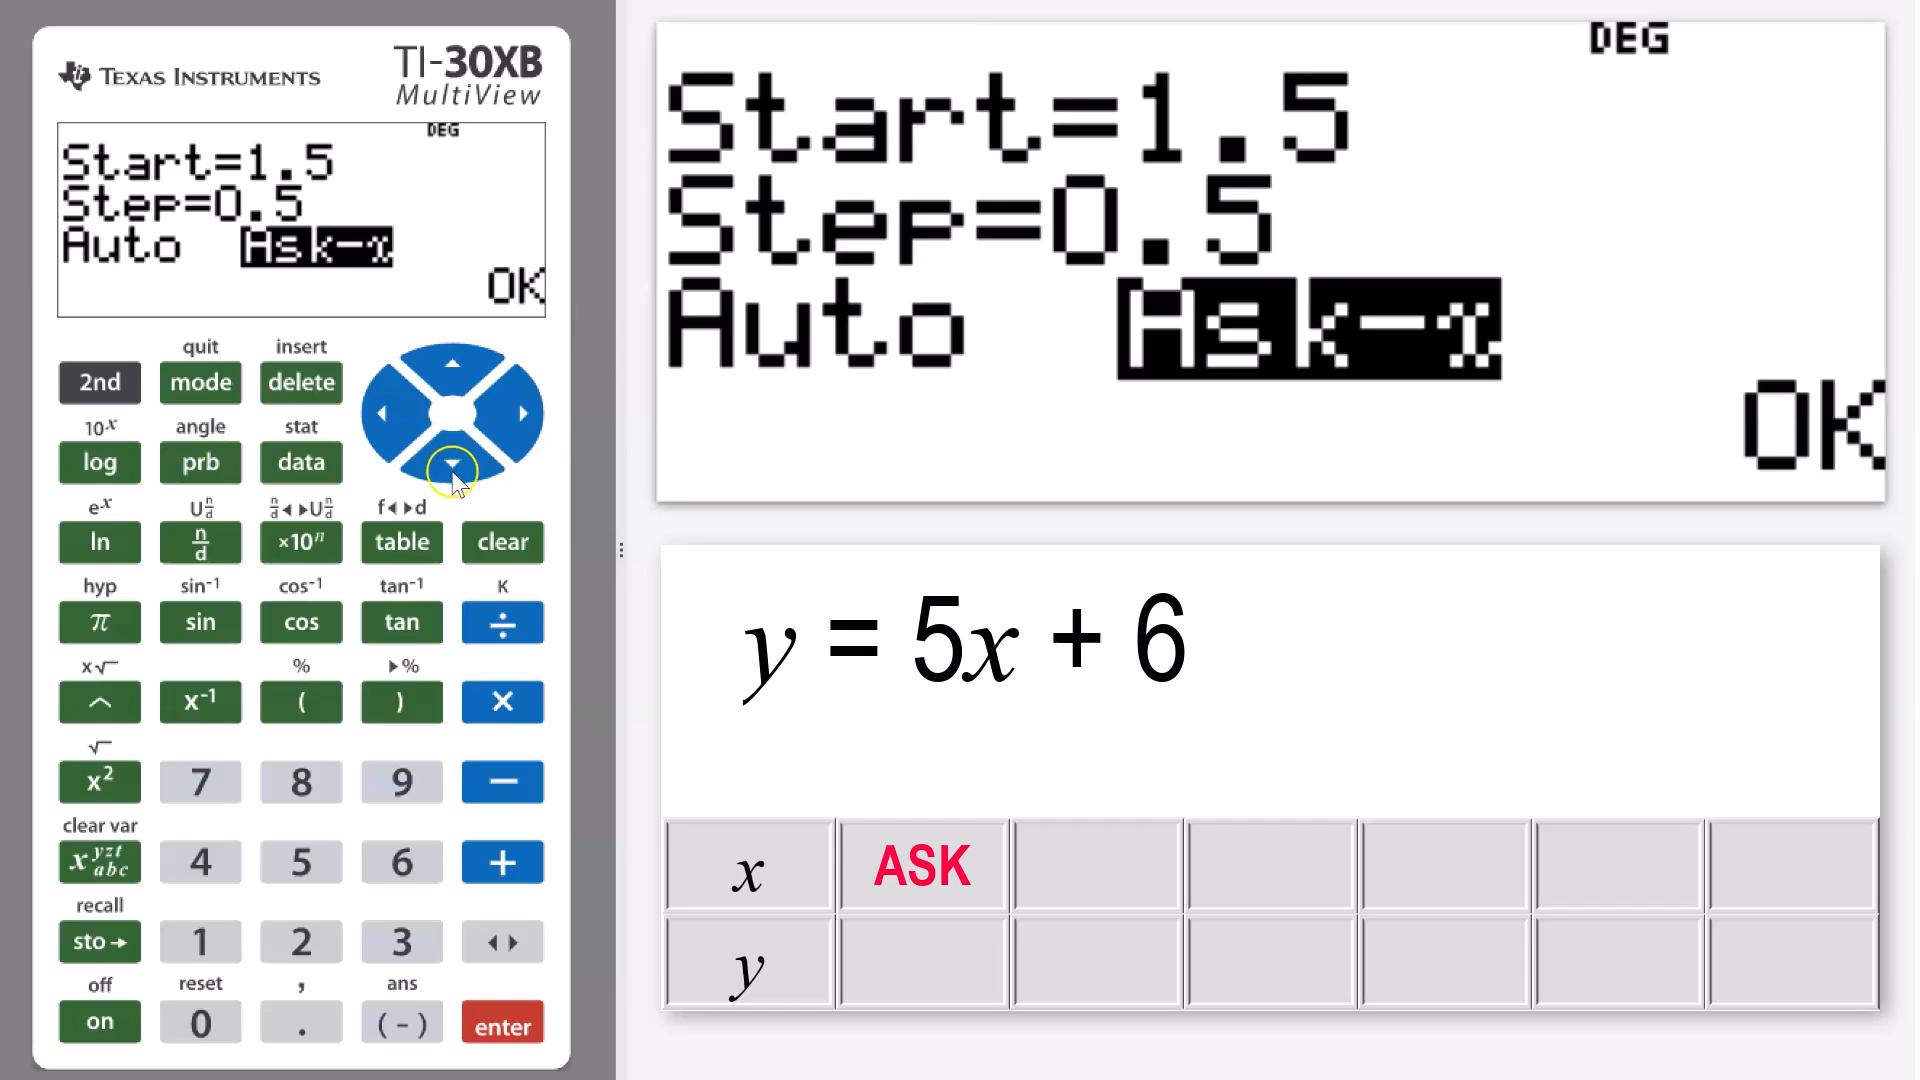 TEXAS INSTRUMENTS
TI-30XB
MultiView
DEG
Start=1.5
Step=0.5
Auto Ask-x
OK
quit insert
2nd mode delete
10ˣ angle stat
log prb data
eˣ U n/d n/d◄►U n/d f◄►d
ln n/d ×10ⁿ table clear
hyp sin⁻¹ cos⁻¹ tan⁻¹ K
π sin cos tan ÷
x√ % ►%
^ x⁻¹ ( ) ×
√
x² 7 8 9 −
clear var
x yzt abc 4 5 6 +
recall
sto→ 1 2 3 ◄►
off reset , ans
on 0 . (-) enter
DEG
Start=1.5
Step=0.5
Auto Ask-x
OK
y = 5x + 6
x ASK
y